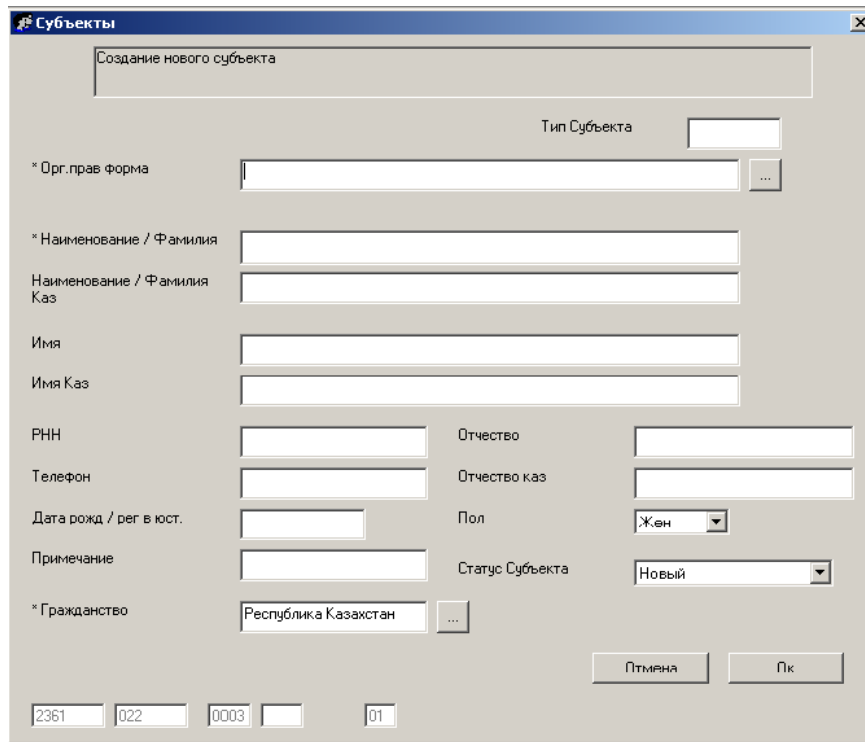 Субъекты
Создание нового субъекта
Тип Субъекта
* Орг.прав форма
...
* Наименование / Фамилия
Наименование / Фамилия
Каз
Имя
Имя Каз
РНН
Отчество
Телефон
Отчество каз
Дата рожд / рег в юст.
Пол
Жен
Примечание
Статус Субъекта
Новый
* Гражданство
Республика Казахстан
...
Отмена
Ок
2361 022 0003 01